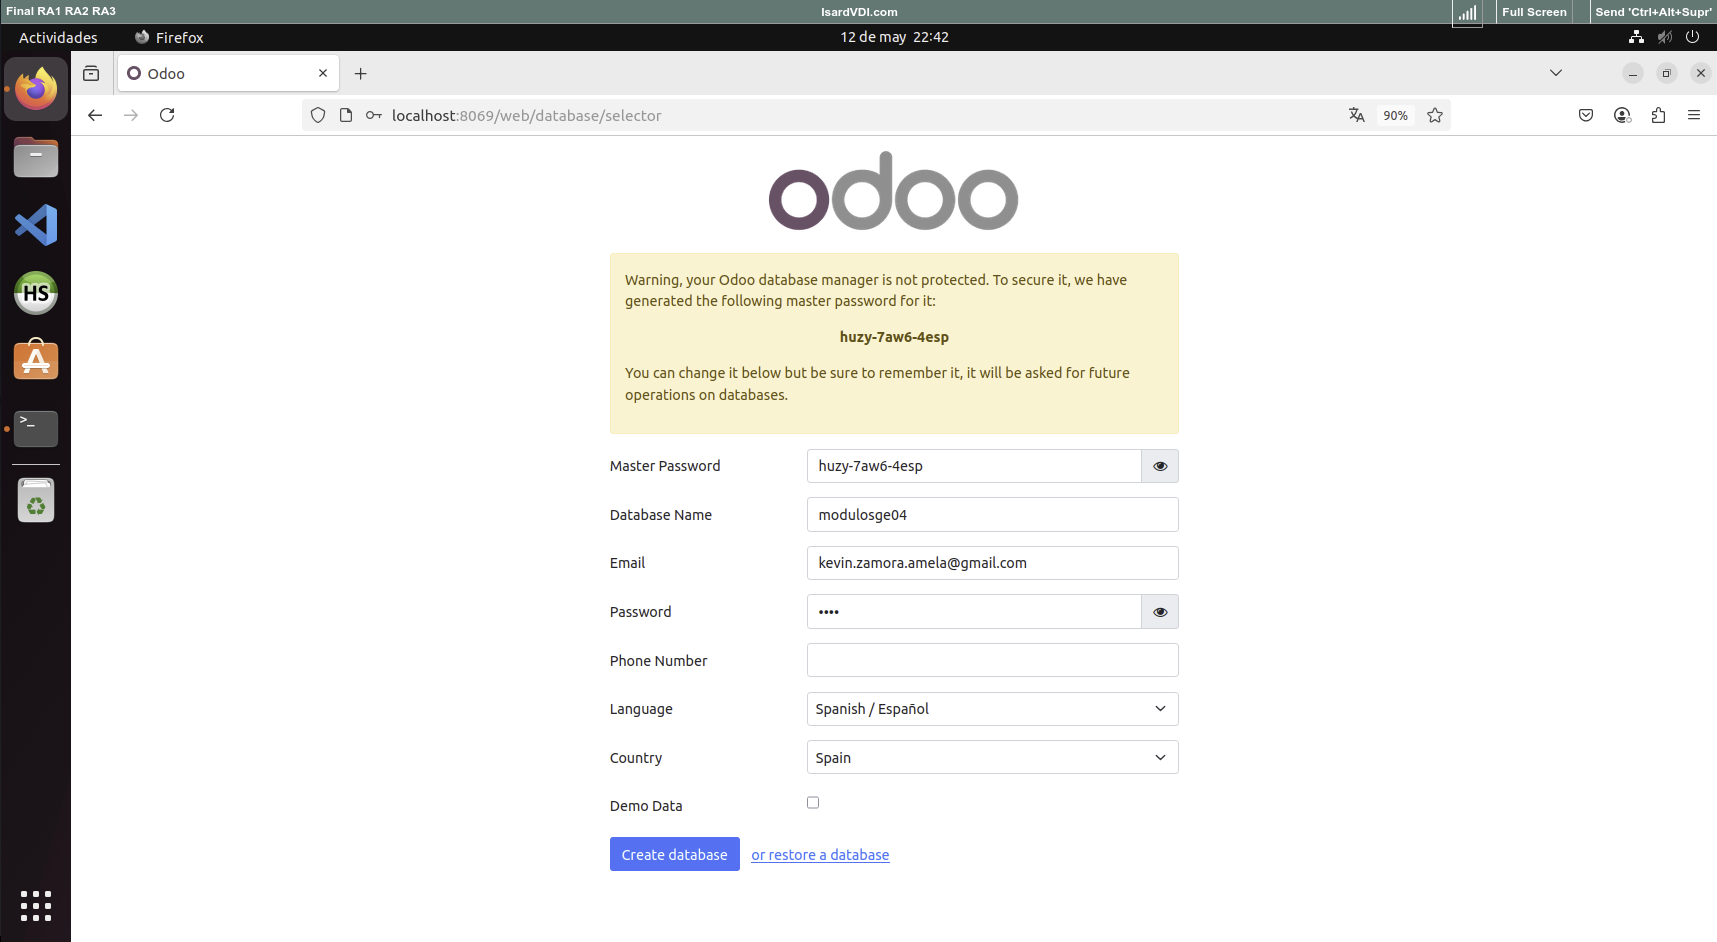 Final RA1 RA2 RA3
IsardVDI.com
Full Screen
Send 'Ctrl+Alt+Supr'
Actividades
Firefox
12 de may 22:42
Odoo
localhost:8069/web/database/selector
90%
odoo
HS
>_
Warning, your Odoo database manager is not protected. To secure it, we have
generated the following master password for it:
huzy-7aw6-4esp
You can change it below but be sure to remember it, it will be asked for future
operations on databases.
Master Password
huzy-7aw6-4esp
Database Name
modulosge04
Email
kevin.zamora.amela@gmail.com
Password
••••
Phone Number
Language
Spanish / Español
Country
Spain
Demo Data
Create database
or restore a database